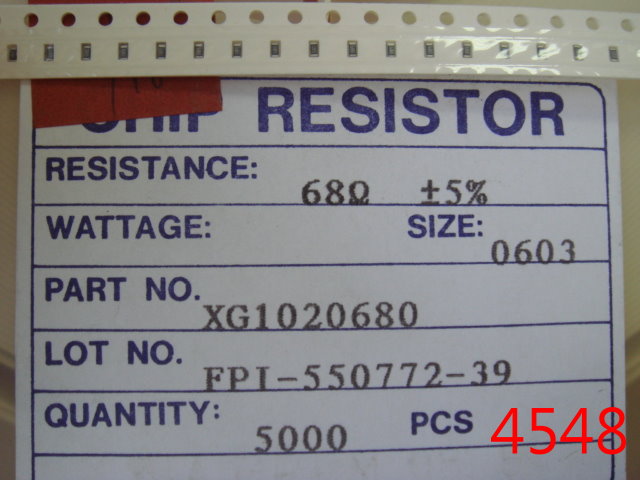 CHIP RESISTOR
RESISTANCE: 68Ω ±5%
WATTAGE: SIZE: 0603
PART NO. XG1020680
LOT NO. FPI-550772-39
QUANTITY: 5000 PCS 4548